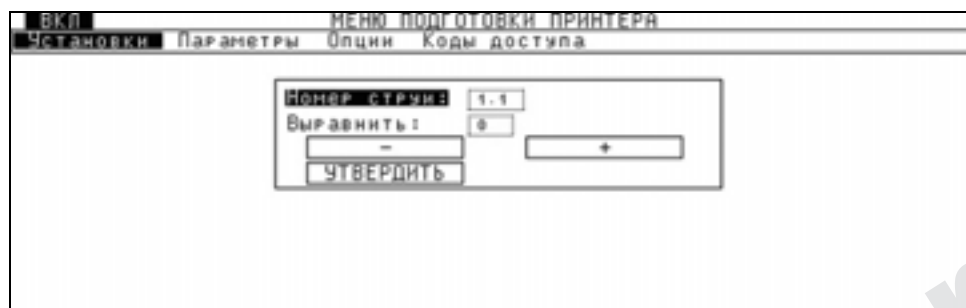 ВКЛ МЕНЮ ПОДГОТОВКИ ПРИНТЕРА
Установки Параметры Опции Коды доступа
Номер струи: 1.1
Выравнить: 0
- +
УТВЕРДИТЬ